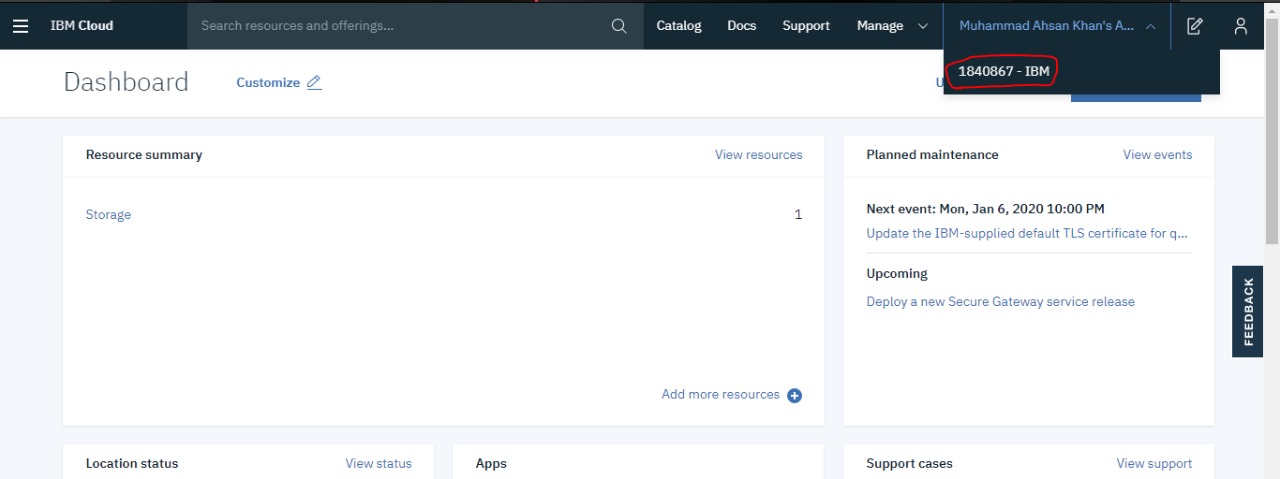 IBM Cloud
Search resources and offerings...
Catalog
Docs
Support
Manage
Muhammad Ahsan Khan's A...
1840867 - IBM
Dashboard
Customize
U
Resource summary
View resources
Storage
1
Add more resources
Planned maintenance
View events
Next event: Mon, Jan 6, 2020 10:00 PM
Update the IBM-supplied default TLS certificate for q...
Upcoming
Deploy a new Secure Gateway service release
FEEDBACK
Location status
View status
Apps
Support cases
View support